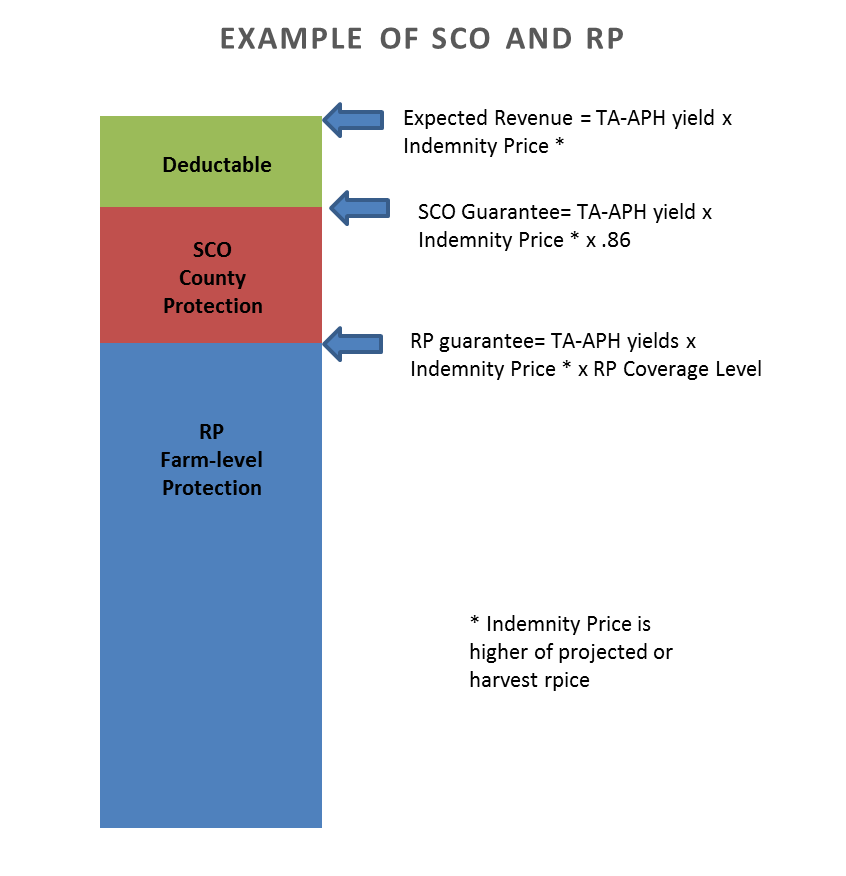 EXAMPLE OF SCO AND RP
Expected Revenue = TA-APH yield x
Indemnity Price *
Deductable
SCO Guarantee= TA-APH yield x
Indemnity Price * x .86
SCO
County
Protection
RP guarantee= TA-APH yields x
Indemnity Price * x RP Coverage Level
RP
Farm-level
Protection
* Indemnity Price is
higher of projected or
harvest rpice